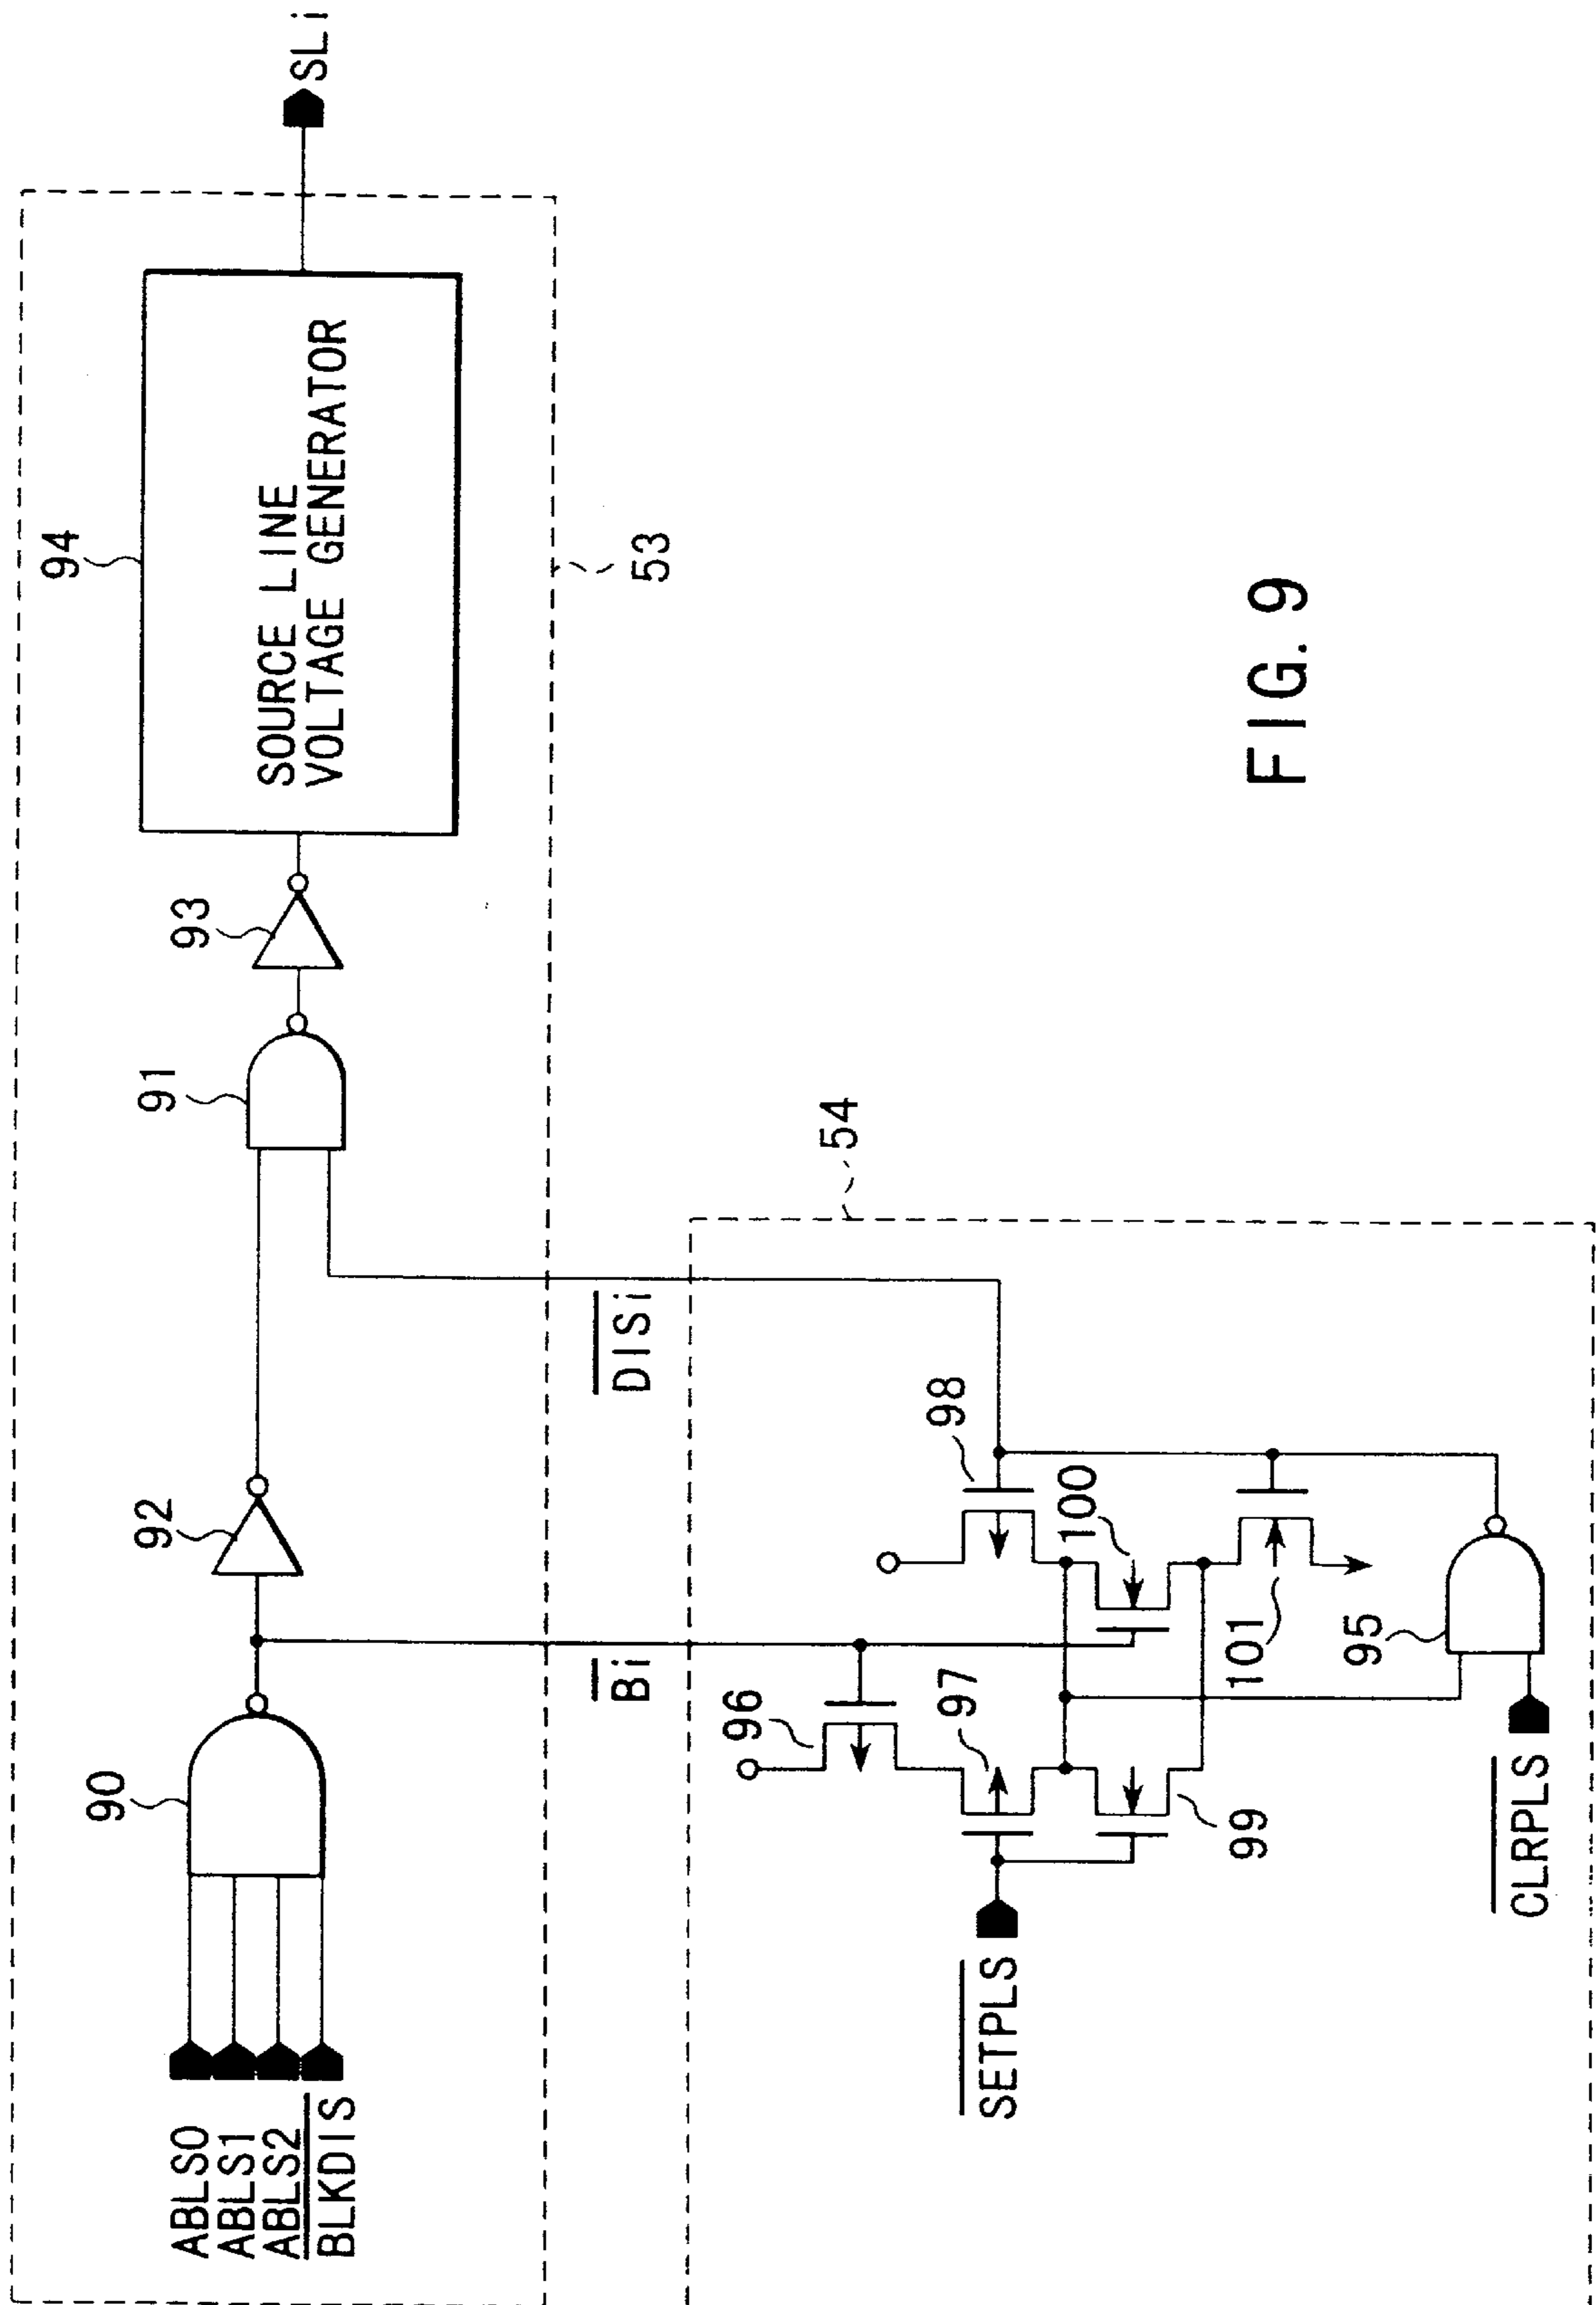 94
SOURCE LINE
VOLTAGE GENERATOR
SLi
90
92
91
93
ABLS0
ABLS1
ABLS2
BLKDIS
53
Bi
DISi
54
96
97
98
100
SETPLS
99
101
95
CLRPLS
FIG. 9